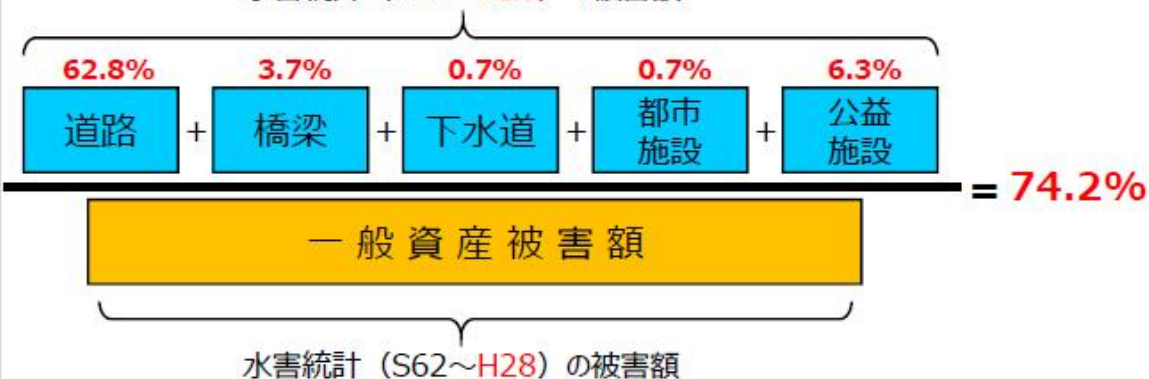 62.8% 3.7% 0.7% 0.7% 6.3%
道路 + 橋梁 + 下水道 + 都市施設 + 公益施設
= 74.2%
一般資産被害額
水害統計（S62～H28）の被害額